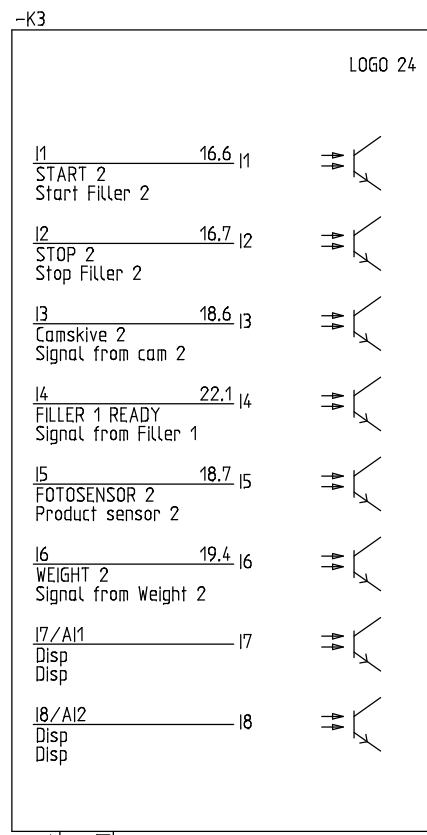 -K3
LOGO 24
I1 16.6 I1
START 2
Start Filler 2
I2 16.7 I2
STOP 2
Stop Filler 2
I3 18.6 I3
Camskive 2
Signal from cam 2
I4 22.1 I4
FILLER 1 READY
Signal from Filler 1
I5 18.7 I5
FOTOSENSOR 2
Product sensor 2
I6 19.4 I6
WEIGHT 2
Signal from Weight 2
I7/AI1 I7
Disp
Disp
I8/AI2 I8
Disp
Disp